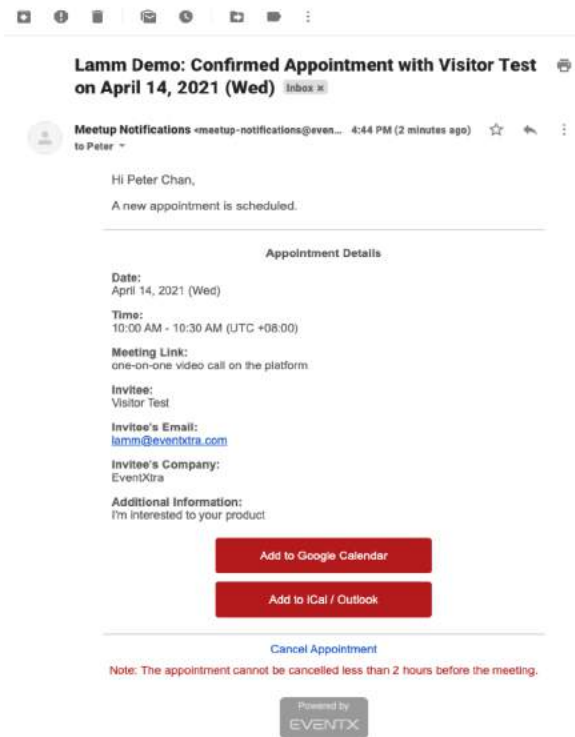 Lamm Demo: Confirmed Appointment with Visitor Test
on April 14, 2021 (Wed) Inbox ×
Meetup Notifications <meetup-notifications@even... 4:44 PM (2 minutes ago)
to Peter
Hi Peter Chan,
A new appointment is scheduled.
Appointment Details
Date:
April 14, 2021 (Wed)
Time:
10:00 AM - 10:30 AM (UTC +08:00)
Meeting Link:
one-on-one video call on the platform
Invitee:
Visitor Test
Invitee's Email:
lamm@eventxtra.com
Invitee's Company:
EventXtra
Additional Information:
I'm interested to your product
Add to Google Calendar
Add to iCal / Outlook
Cancel Appointment
Note: The appointment cannot be cancelled less than 2 hours before the meeting.
Powered by
EVENTX